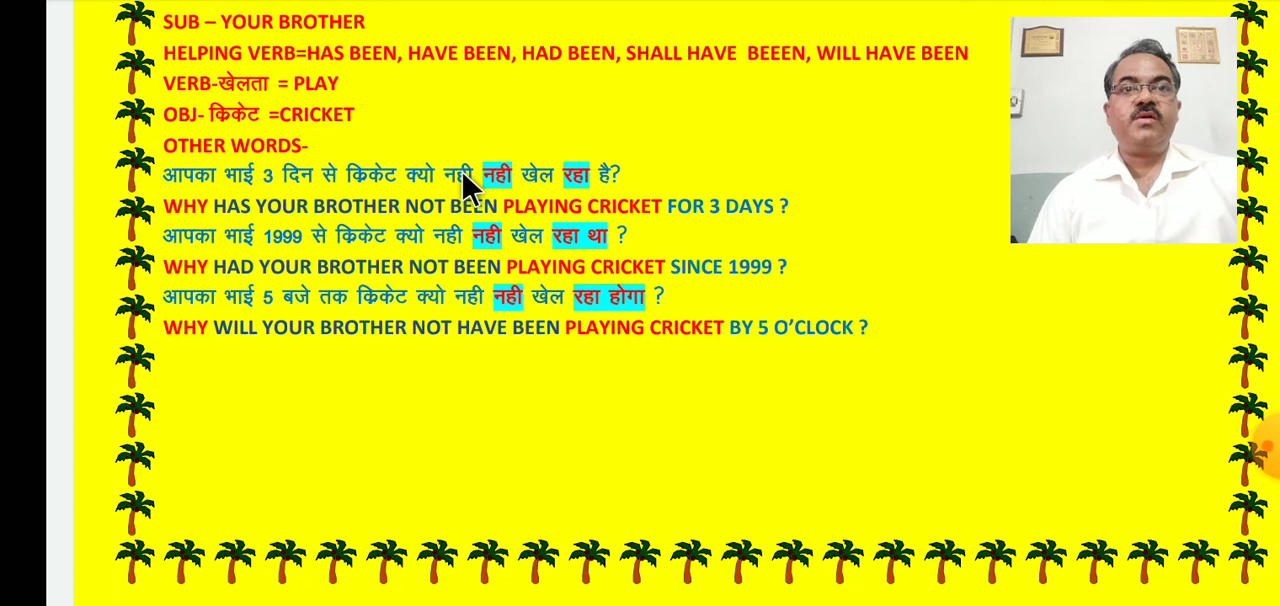 SUB – YOUR BROTHER
HELPING VERB=HAS BEEN, HAVE BEEN, HAD BEEN, SHALL HAVE BEEEN, WILL HAVE BEEN
VERB-खेलता = PLAY
OBJ- क्रिकेट =CRICKET
OTHER WORDS-
आपका भाई 3 दिन से क्रिकेट क्यो नही नही खेल रहा है?
WHY HAS YOUR BROTHER NOT BEEN PLAYING CRICKET FOR 3 DAYS ?
आपका भाई 1999 से क्रिकेट क्यो नही नही खेल रहा था ?
WHY HAD YOUR BROTHER NOT BEEN PLAYING CRICKET SINCE 1999 ?
आपका भाई 5 बजे तक क्रिकेट क्यो नही नही खेल रहा होगा ?
WHY WILL YOUR BROTHER NOT HAVE BEEN PLAYING CRICKET BY 5 O’CLOCK ?